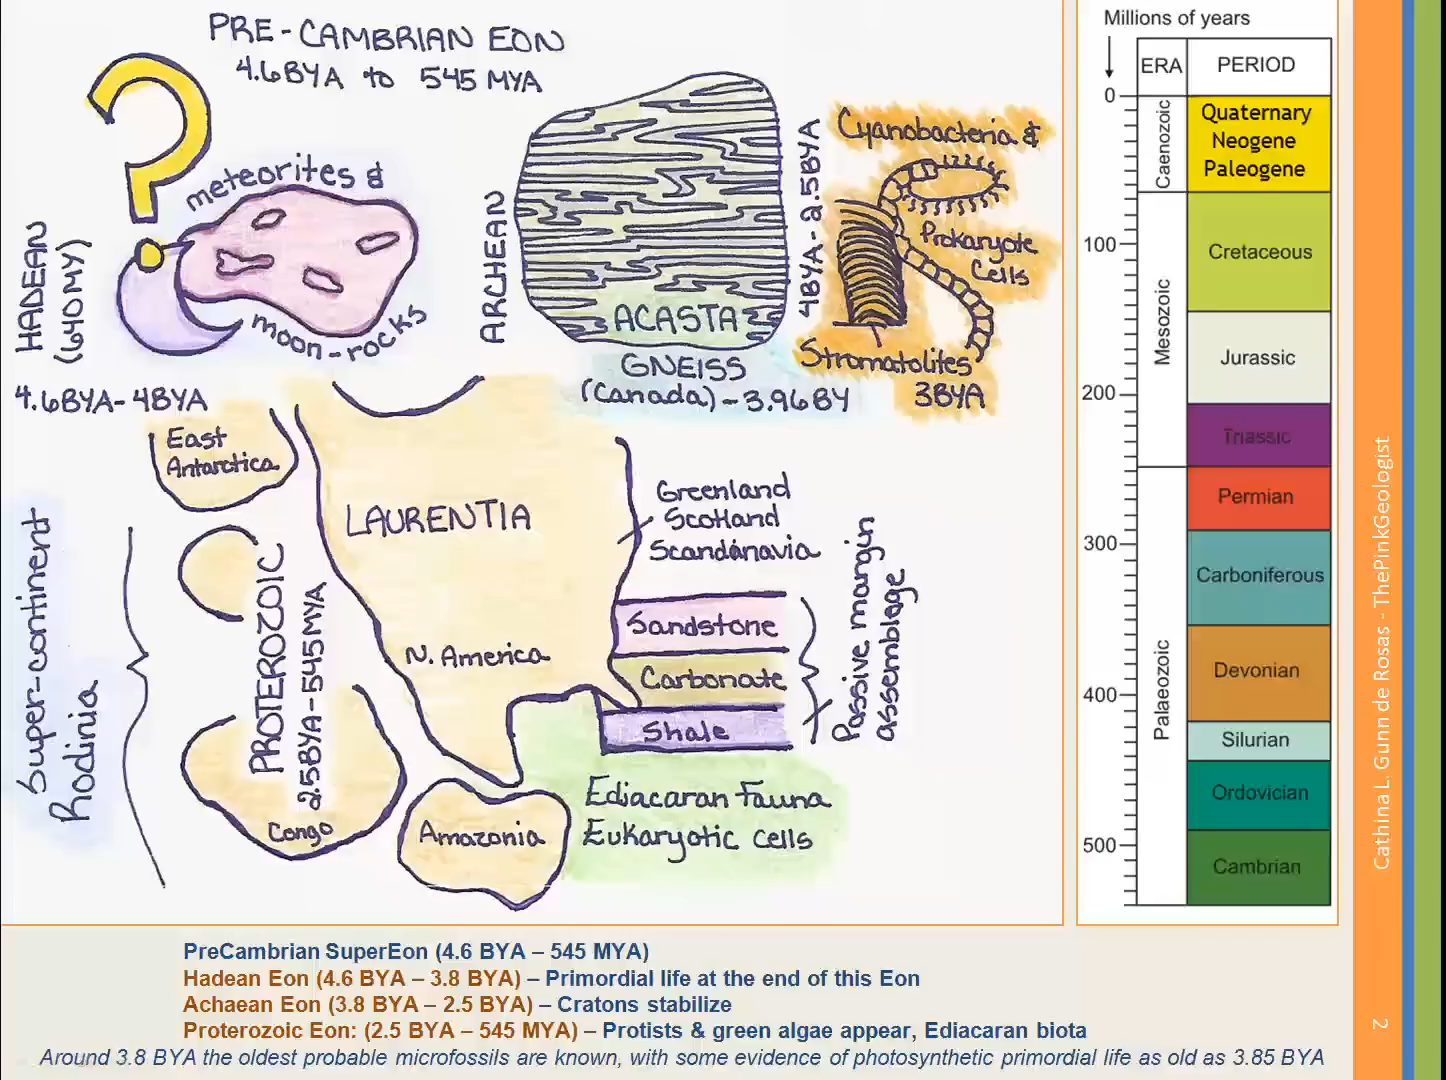 PRE-CAMBRIAN EON
4.6BYA to 545 MYA
meteorites &
moon-rocks
HADEAN
(640MY)
4.6BYA-4BYA
ARCHEAN
4BYA-2.5BYA
ACASTA
GNEISS
(Canada)-3.96BY
Cyanobacteria &
Prokaryote
Cells
Stromatolites
3BYA
East
Antarctica
LAURENTIA
N. America
Greenland
Scotland
Scandanavia
Sandstone
Carbonate
Shale
Passive margin
assemblage
Super-continent
Rodinia
PROTEROZOIC
2.5BYA-545MYA
Congo
Amazonia
Ediacaran Fauna
Eukaryotic cells
Millions of years
ERA
PERIOD
0
100
200
300
400
500
Caenozoic
Mesozoic
Palaeozoic
Quaternary
Neogene
Paleogene
Cretaceous
Jurassic
Triassic
Permian
Carboniferous
Devonian
Silurian
Ordovician
Cambrian
Cathina L. Gunn de Rosas - ThePinkGeologist
2
PreCambrian SuperEon (4.6 BYA – 545 MYA)
Hadean Eon (4.6 BYA – 3.8 BYA) – Primordial life at the end of this Eon
Achaean Eon (3.8 BYA – 2.5 BYA) – Cratons stabilize
Proterozoic Eon: (2.5 BYA – 545 MYA) – Protists & green algae appear, Ediacaran biota
Around 3.8 BYA the oldest probable microfossils are known, with some evidence of photosynthetic primordial life as old as 3.85 BYA